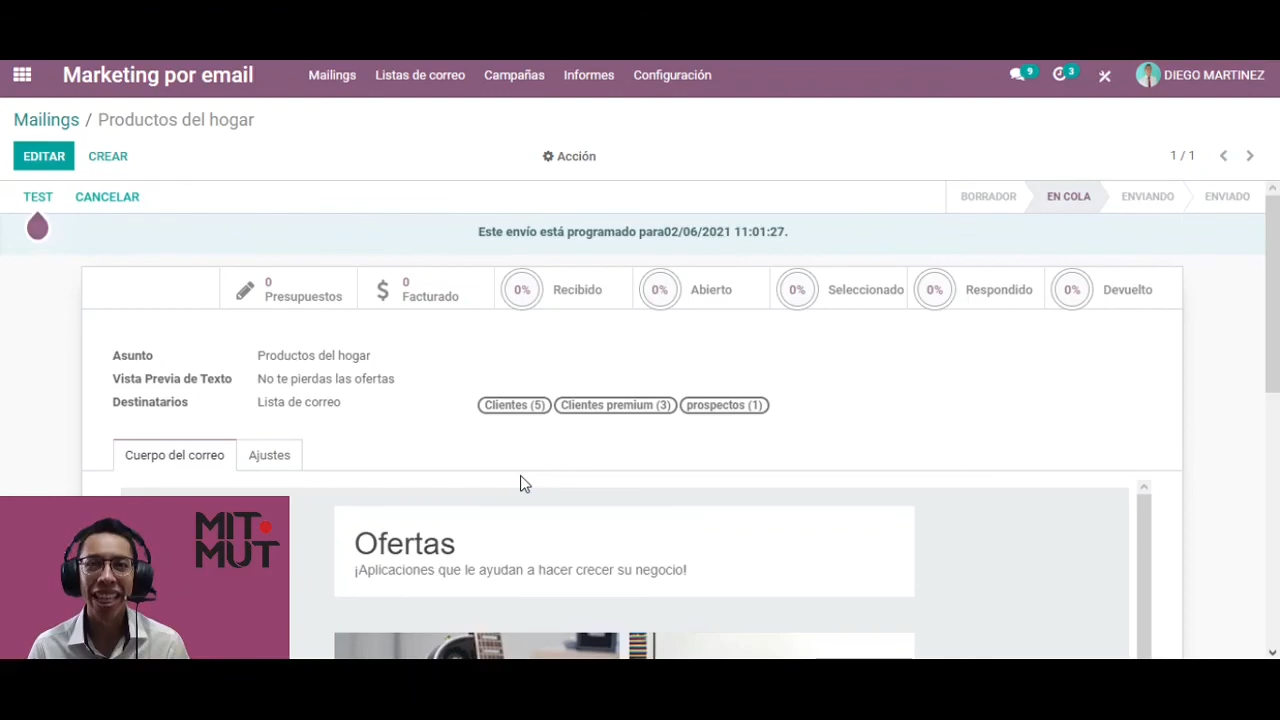 Marketing por email Mailings Listas de correo Campañas Informes Configuración 9 3 DIEGO MARTINEZ
Mailings / Productos del hogar
EDITAR CREAR Acción 1 / 1
TEST CANCELAR BORRADOR EN COLA ENVIANDO ENVIADO
Este envío está programado para02/06/2021 11:01:27.
0 Presupuestos
0 Facturado
0% Recibido
0% Abierto
0% Seleccionado
0% Respondido
0% Devuelto
Asunto Productos del hogar
Vista Previa de Texto No te pierdas las ofertas
Destinatarios Lista de correo Clientes (5) Clientes premium (3) prospectos (1)
Cuerpo del correo Ajustes
Ofertas
¡Aplicaciones que le ayudan a hacer crecer su negocio!
MIT
MUT